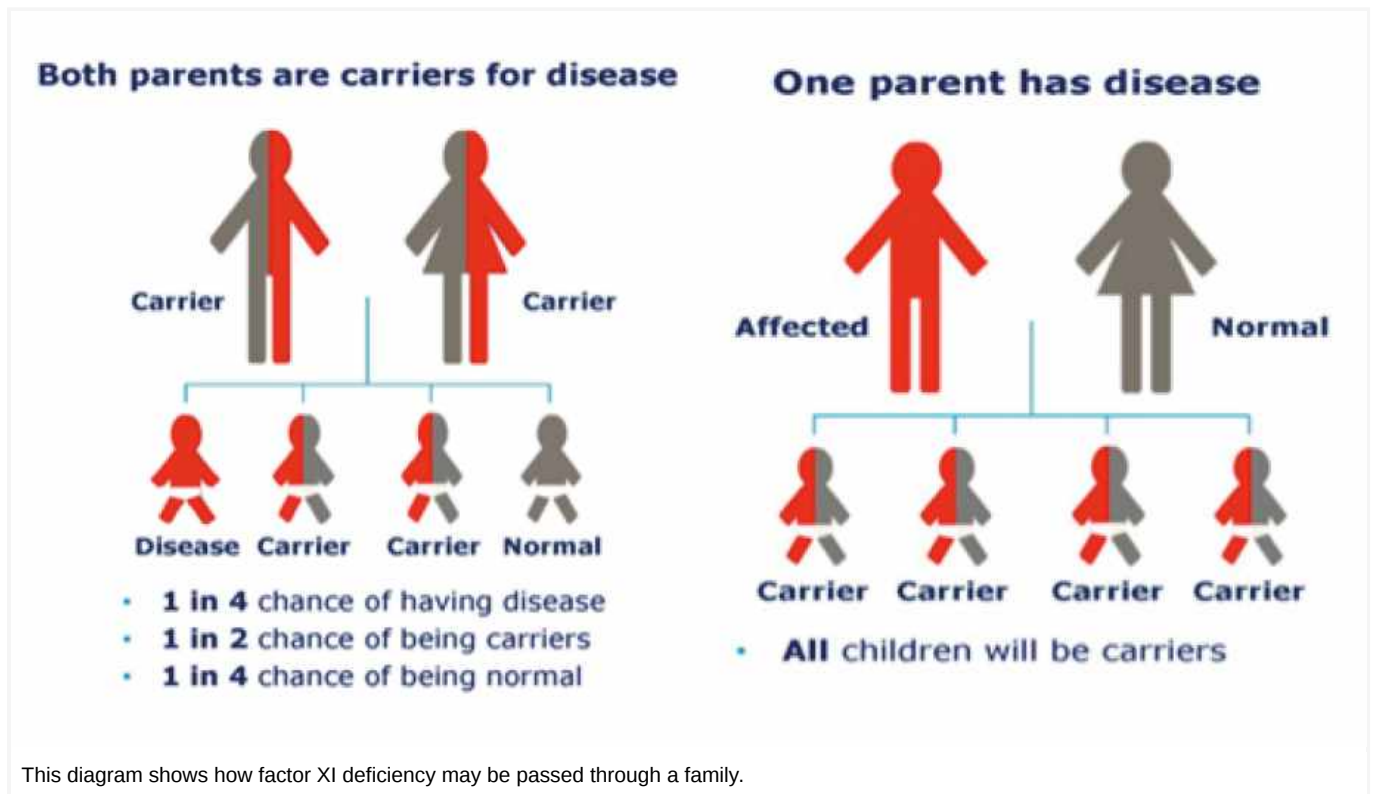 Both parents are carriers for disease
Carrier
Carrier
Disease Carrier Carrier Normal
• 1 in 4 chance of having disease
• 1 in 2 chance of being carriers
• 1 in 4 chance of being normal
One parent has disease
Affected
Normal
Carrier Carrier Carrier Carrier
• All children will be carriers
This diagram shows how factor XI deficiency may be passed through a family.